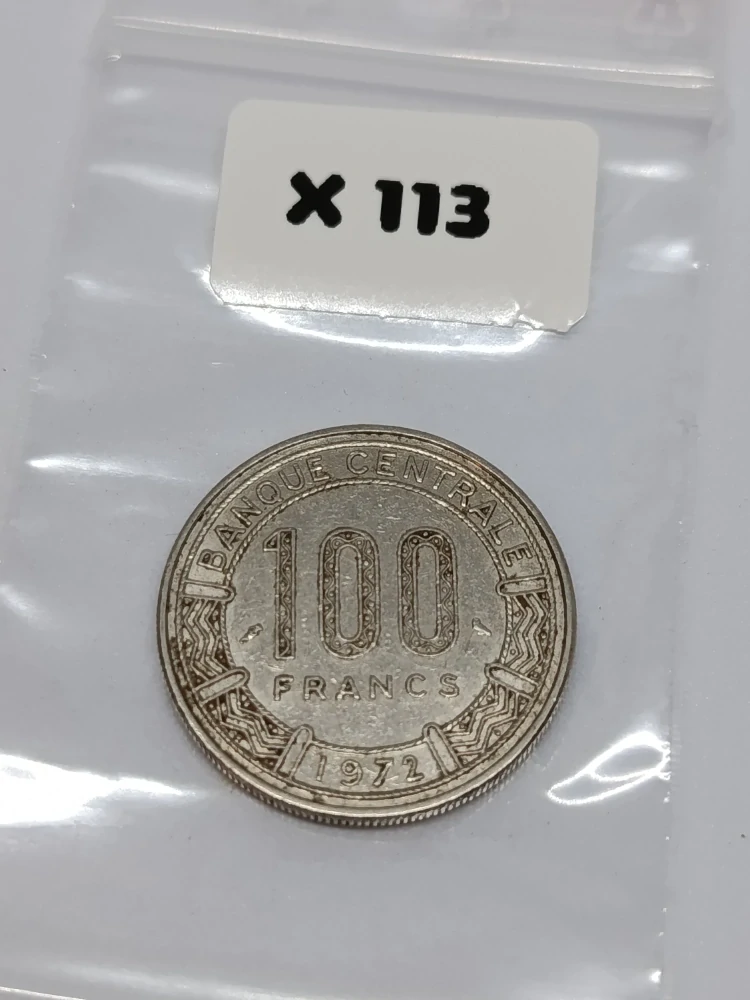 X 113
BANQUE CENTRALE
100
FRANCS
1972